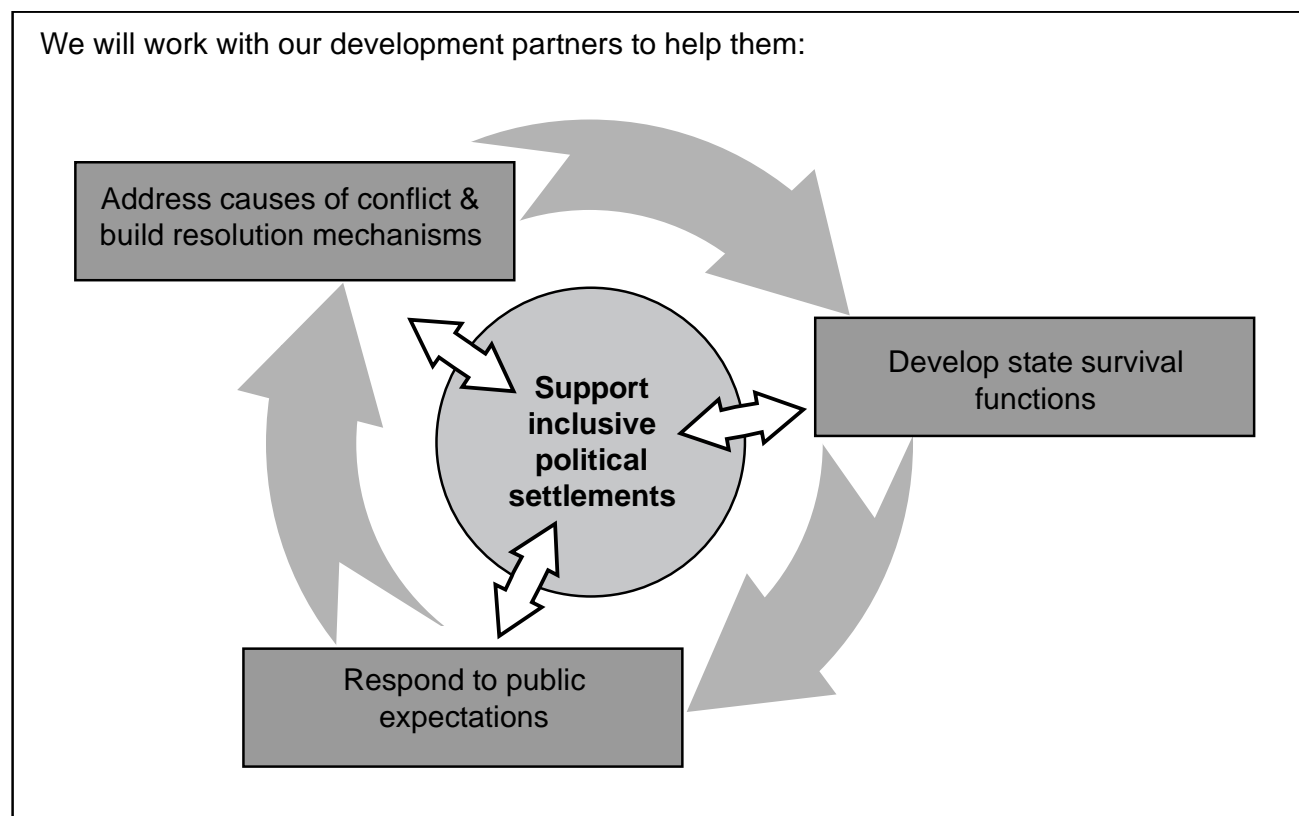 We will work with our development partners to help them:
Address causes of conflict &
build resolution mechanisms
Develop state survival
functions
Support
inclusive
political
settlements
Respond to public
expectations